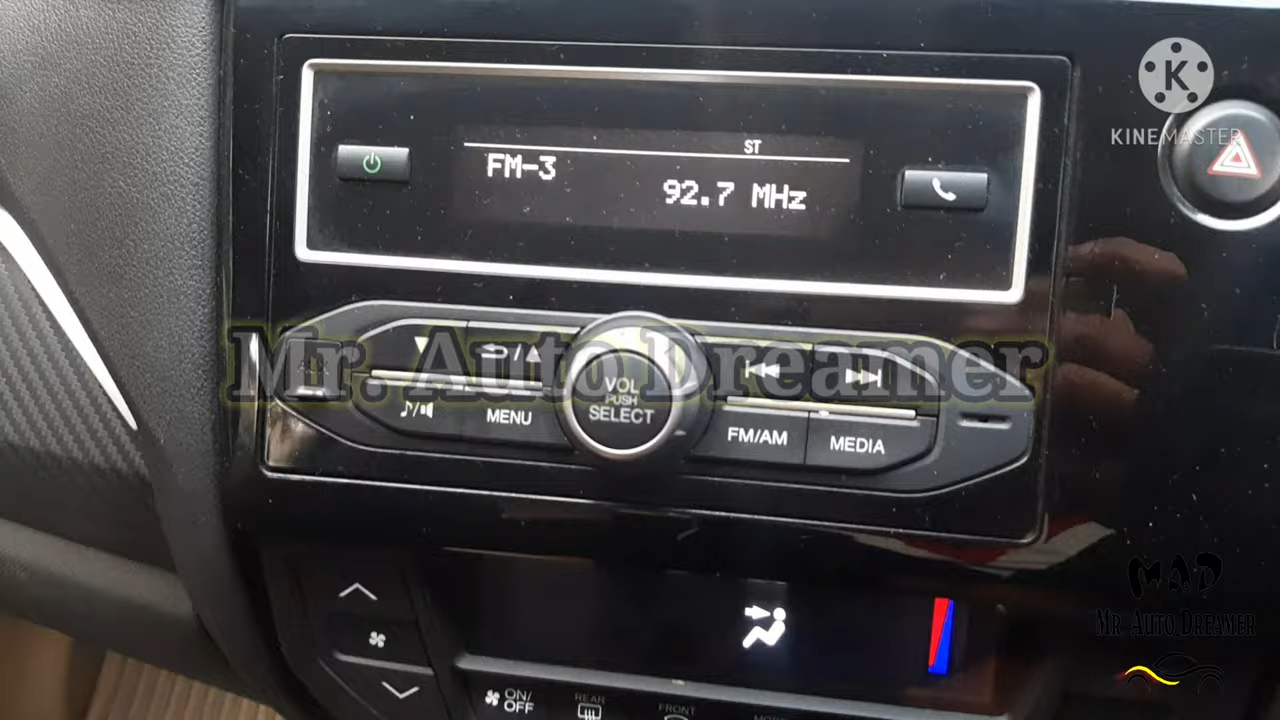 ST
FM-3
92.7 MHz
KINEMASTER
Mr. Auto Dreamer
VOL
PUSH
SELECT
MENU
FM/AM
MEDIA
M.A.D
Mr. Auto Dreamer
ON/
OFF
REAR
FRONT